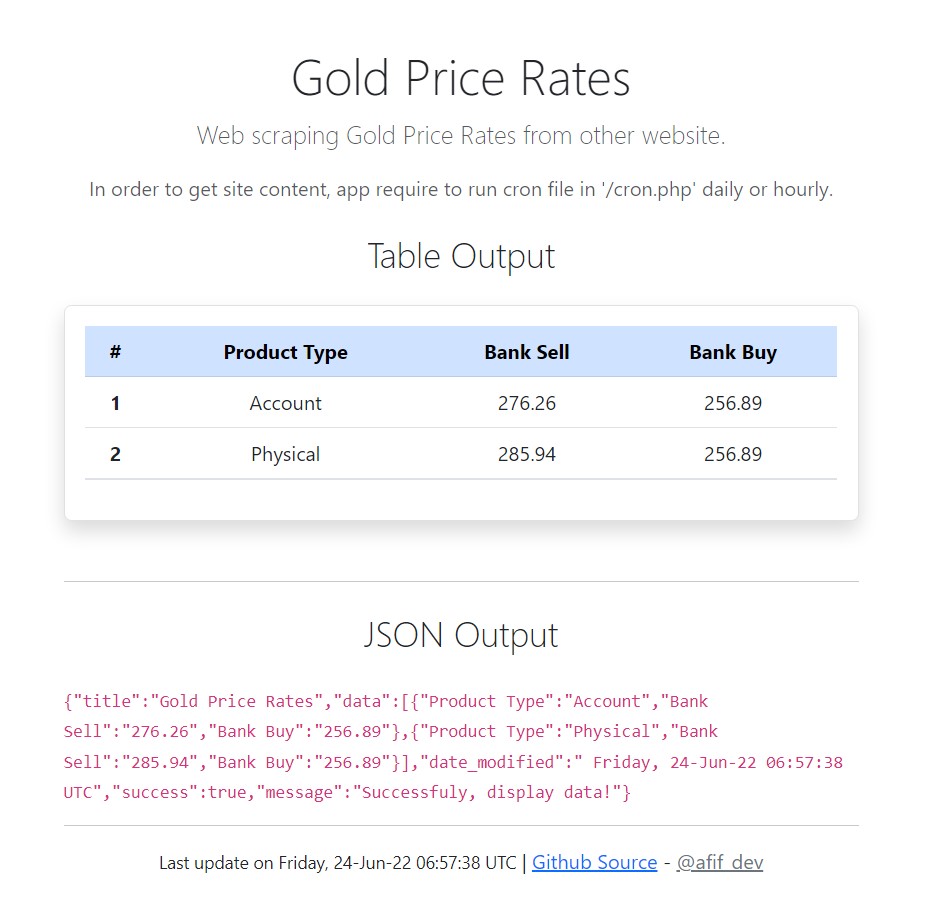 Gold Price Rates
Web scraping Gold Price Rates from other website.
In order to get site content, app require to run cron file in '/cron.php' daily or hourly.
Table Output
# Product Type Bank Sell Bank Buy
1 Account 276.26 256.89
2 Physical 285.94 256.89
JSON Output
{"title":"Gold Price Rates","data":[{"Product Type":"Account","Bank
Sell":"276.26","Bank Buy":"256.89"},{"Product Type":"Physical","Bank
Sell":"285.94","Bank Buy":"256.89"}],"date_modified":" Friday, 24-Jun-22 06:57:38
UTC","success":true,"message":"Successfuly, display data!"}
Last update on Friday, 24-Jun-22 06:57:38 UTC | Github Source - @afif_dev